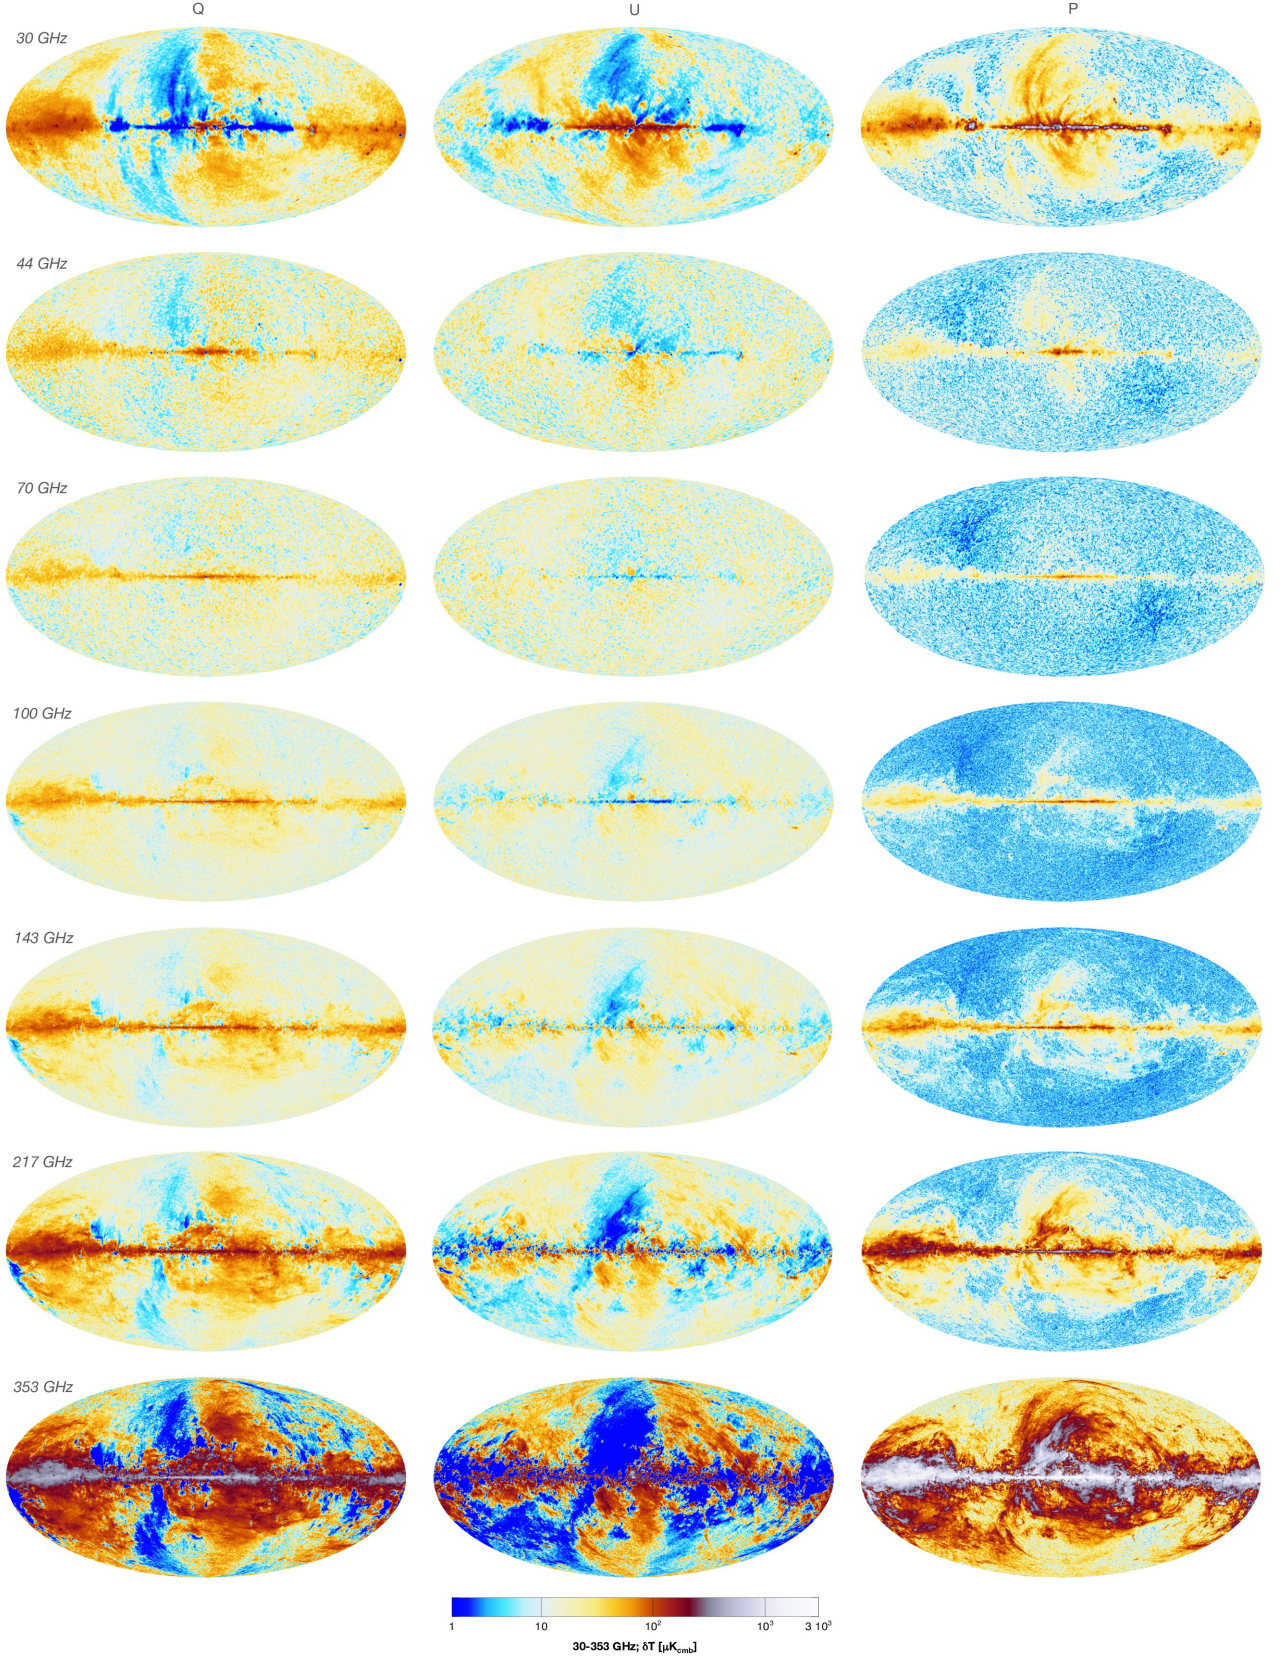 Q U P
30 GHz
44 GHz
70 GHz
100 GHz
143 GHz
217 GHz
353 GHz
1 10 10² 10³ 3 10³
30-353 GHz; δT [μK_cmb]